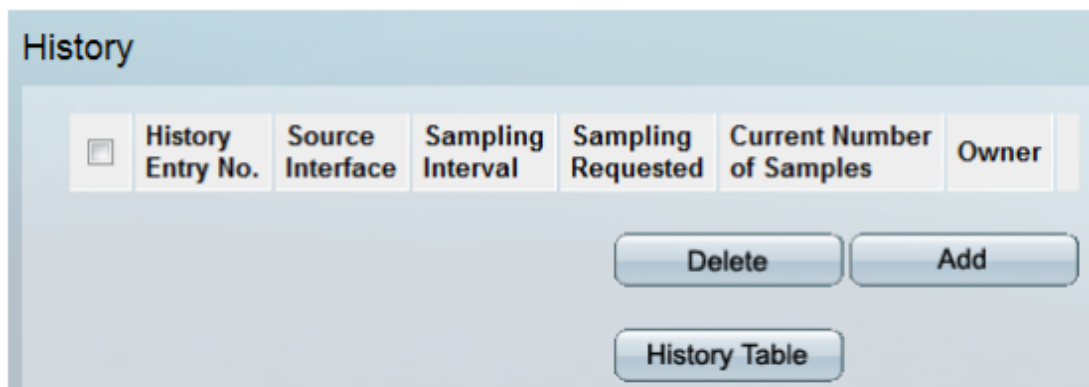 History
History Entry No. Source Interface Sampling Interval Sampling Requested Current Number of Samples Owner
Delete Add
History Table